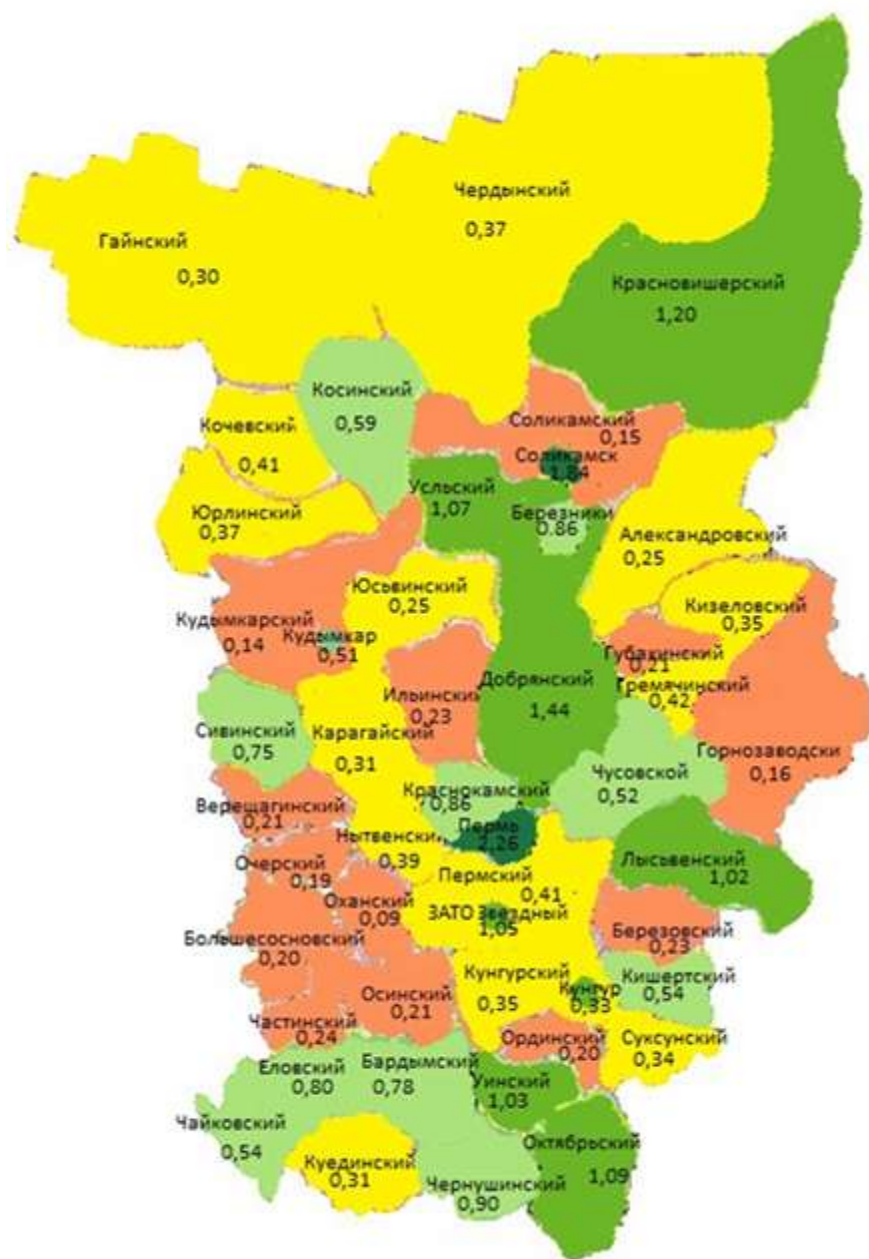 Чердынский
0,37
Гайнский
0,30
Красновишерский
1,20
Косинский
0,59
Кочевский
0,41
Соликамский
0,15
Соликамск
1,84
Юрлинский
0,37
Усльский
1,07
Березники
0.86
Александровский
0,25
Юсьвинский
0,25
Кизеловский
0,35
Кудымкарский
0,14
Кудымкар
0,51
Губахинский
0,21
Гремячинский
0,42
Ильинский
0,23
Добрянский
1,44
Сивинский
0,75
Карагайский
0,31
Горнозаводски
0,16
Чусовской
0,52
Краснокамский
0,86
Верещагинский
0,21
Пермь
2,26
Нытвенский
0,39
Лысьвенский
1,02
Очерский
0,19
Пермский
0,41
Оханский
0,09
ЗАТО Звездный
1,05
Березовский
0,23
Большесосновский
0,20
Кунгурский
0,35
Кунгур
0,33
Кишертский
0,54
Осинский
0,21
Частинский
0,24
Ординский
0,20
Суксунский
0,34
Еловский
0,80
Бардымский
0,78
Уинский
1,03
Чайковский
0,54
Куединский
0,31
Чернушинский
0,90
Октябрьский
1,09